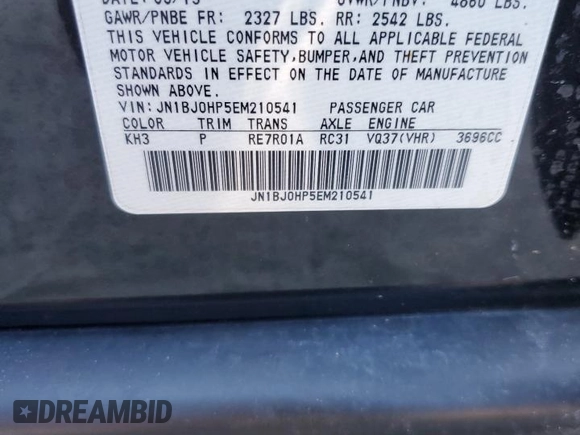 GAWR/PNBE FR: 2327 LBS. RR: 2542 LBS.
THIS VEHICLE CONFORMS TO ALL APPLICABLE FEDERAL
MOTOR VEHICLE SAFETY, BUMPER, AND THEFT PREVENTION
STANDARDS IN EFFECT ON THE DATE OF MANUFACTURE
SHOWN ABOVE.
VIN: JN1BJ0HP5EM210541 PASSENGER CAR
COLOR TRIM TRANS AXLE ENGINE
KH3 P RE7R01A RC31 VQ37(VHR) 3696CC
JN1BJ0HP5EM210541
DREAMBID